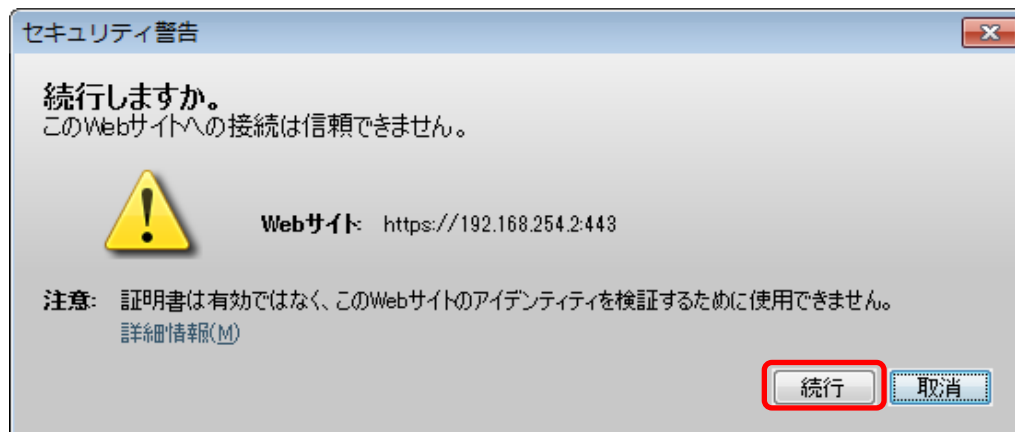 セキュリティ警告
続行しますか。
このWebサイトへの接続は信頼できません。
Webサイト: https://192.168.254.2:443
注意: 証明書は有効ではなく、このWebサイトのアイデンティティを検証するために使用できません。
詳細情報(M)
続行 取消